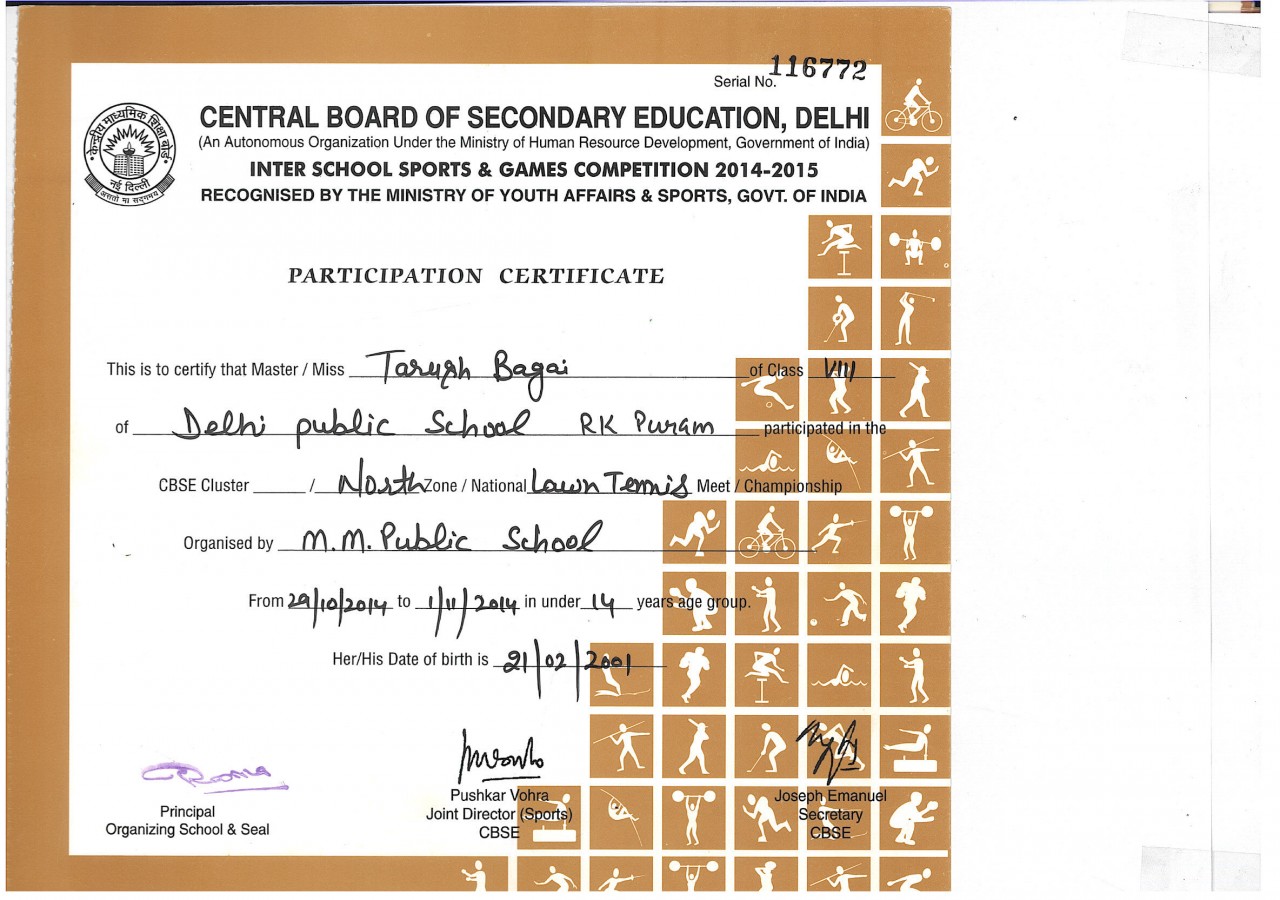 Serial No. 116772
केन्द्रीय माध्यमिक शिक्षा बोर्ड
नई दिल्ली
असतो मा सद्गमय
CENTRAL BOARD OF SECONDARY EDUCATION, DELHI
(An Autonomous Organization Under the Ministry of Human Resource Development, Government of India)
INTER SCHOOL SPORTS & GAMES COMPETITION 2014-2015
RECOGNISED BY THE MINISTRY OF YOUTH AFFAIRS & SPORTS, GOVT. OF INDIA
PARTICIPATION CERTIFICATE
This is to certify that Master / Miss Tarush Bagai of Class VIII
of Delhi public School RK Puram participated in the
CBSE Cluster / North Zone / National Lawn Tennis Meet / Championship
Organised by M.M. Public School
From 29/10/2014 to 1/11/2014 in under 14 years age group.
Her/His Date of birth is 21/02/2001
Principal
Organizing School & Seal
Pushkar Vohra
Joint Director (Sports)
CBSE
Joseph Emanuel
Secretary
CBSE